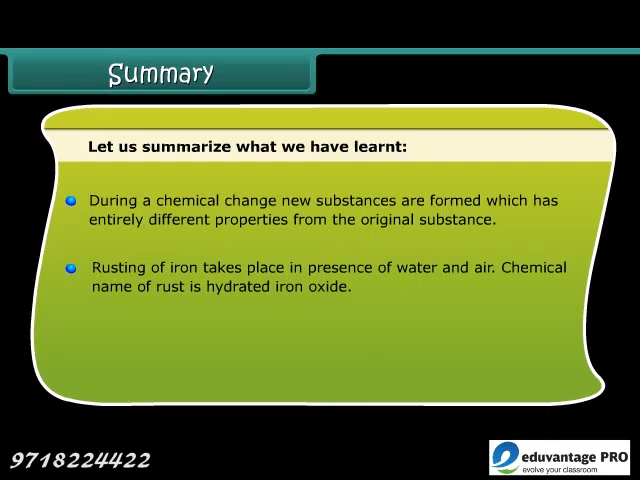 Summary
Let us summarize what we have learnt:
During a chemical change new substances are formed which has
entirely different properties from the original substance.
Rusting of iron takes place in presence of water and air. Chemical
name of rust is hydrated iron oxide.
9718224422
eduvantage PRO
evolve your classroom